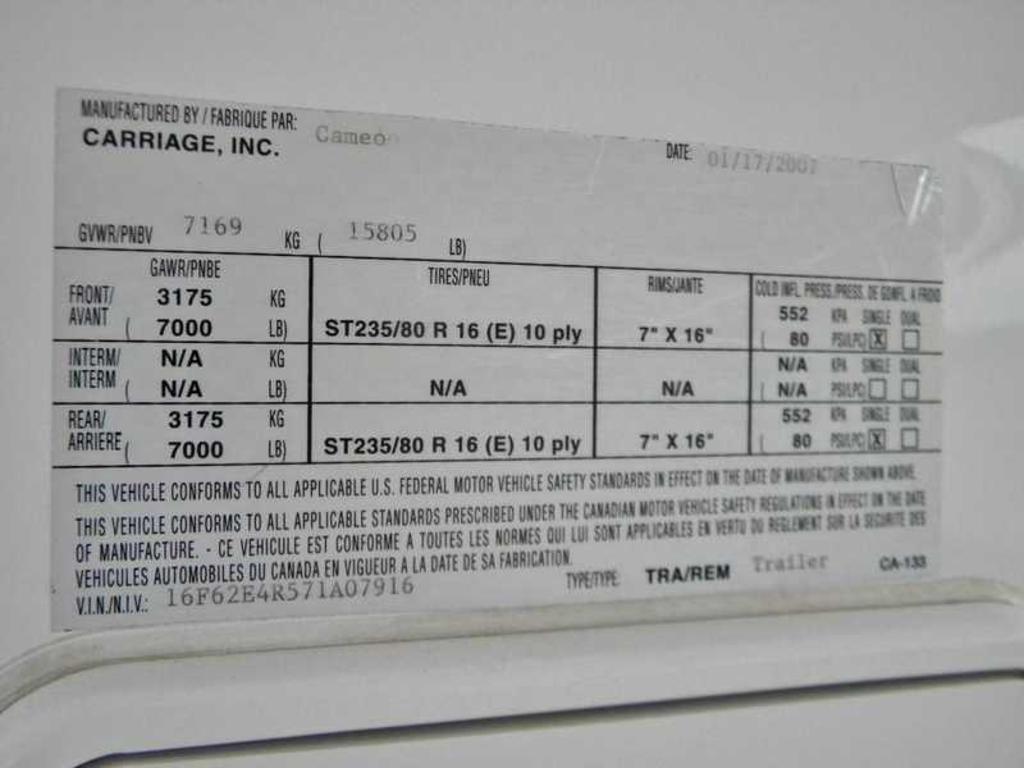 MANUFACTURED BY / FABRIQUE PAR: Cameo
CARRIAGE, INC.
DATE: 01/17/2007
GVWR/PNBV 7169 KG ( 15805 LB)
GAWR/PNBE TIRES/PNEU RIMS/JANTE COLD INFL. PRESS./PRESS. DE GONFL. A FROID
FRONT/ 3175 KG 552 KPA SINGLE DUAL
AVANT ( 7000 LB) ST235/80 R 16 (E) 10 ply 7" X 16" ( 80 PSI/LPC) X
INTERM/ N/A KG N/A KPA SINGLE DUAL
INTERM ( N/A LB) N/A N/A ( N/A PSI/LPC)
REAR/ 3175 KG 552 KPA SINGLE DUAL
ARRIERE ( 7000 LB) ST235/80 R 16 (E) 10 ply 7" X 16" ( 80 PSI/LPC) X
THIS VEHICLE CONFORMS TO ALL APPLICABLE U.S. FEDERAL MOTOR VEHICLE SAFETY STANDARDS IN EFFECT ON THE DATE OF MANUFACTURE SHOWN ABOVE.
THIS VEHICLE CONFORMS TO ALL APPLICABLE STANDARDS PRESCRIBED UNDER THE CANADIAN MOTOR VEHICLE SAFETY REGULATIONS IN EFFECT ON THE DATE
OF MANUFACTURE. - CE VEHICULE EST CONFORME A TOUTES LES NORMES QUI LUI SONT APPLICABLES EN VERTU DU REGLEMENT SUR LA SECURITE DES
VEHICULES AUTOMOBILES DU CANADA EN VIGUEUR A LA DATE DE SA FABRICATION.
V.I.N./N.I.V.: 16F62E4R571A07916 TYPE/TYPE TRA/REM Trailer CA-133